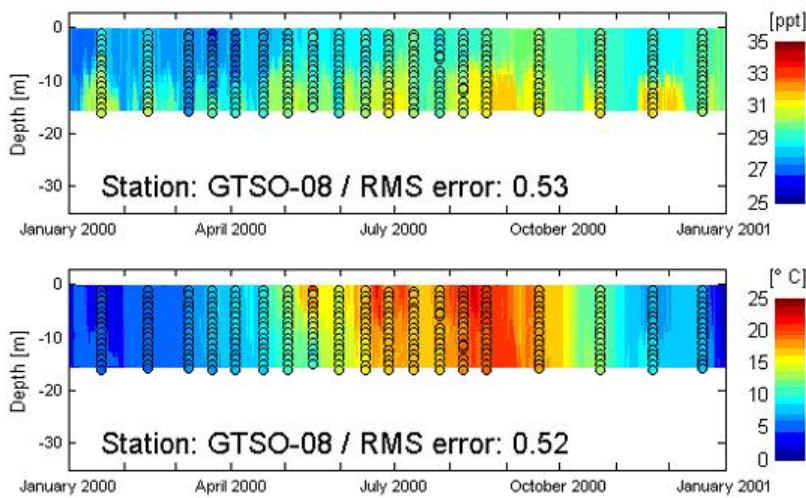 [ppt]
0
-10
-20
-30
Depth [m]
35
33
31
29
27
25
Station: GTSO-08 / RMS error: 0.53
January 2000 April 2000 July 2000 October 2000 January 2001
[° C]
0
-10
-20
-30
Depth [m]
25
20
15
10
5
0
Station: GTSO-08 / RMS error: 0.52
January 2000 April 2000 July 2000 October 2000 January 2001